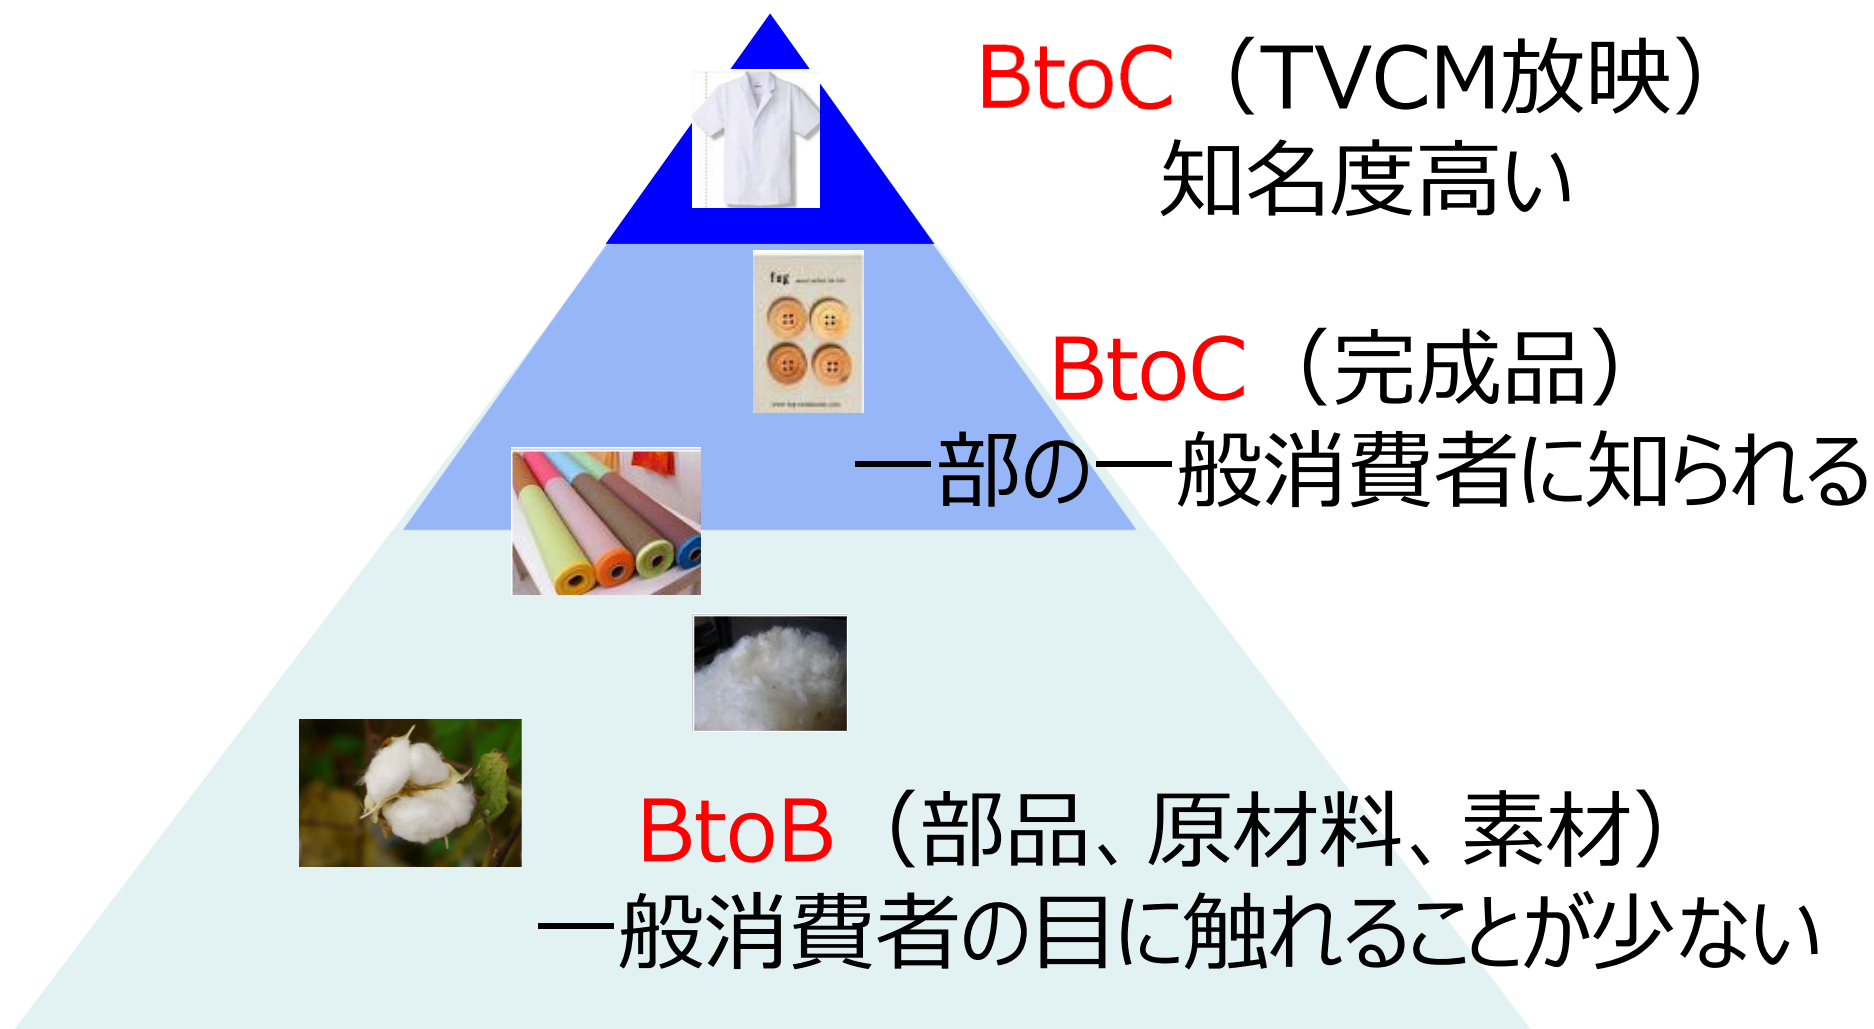 BtoC（TVCM放映）
知名度高い
fog
BtoC（完成品）
一部の一般消費者に知られる
BtoB（部品、原材料、素材）
一般消費者の目に触れることが少ない